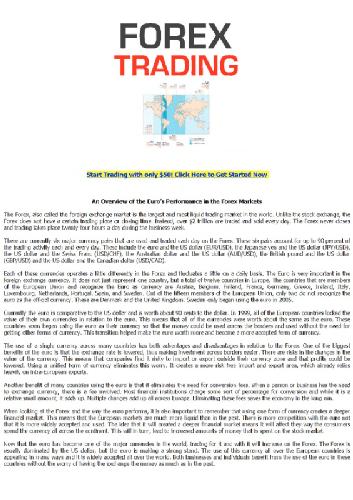 FOREX
TRADING
Start Trading with only $50! Click Here to Get Started Now
An Overview of the Euro's Performance in the Forex Markets
The Forex, also called the foreign exchange market is the largest and most liquid trading market in the world. Unlike the stock exchange, the
Forex does not have a certain trading place or closing time. Instead, over $2 trillion are traded and sold every day. The Forex never closes
and trading takes place twenty four hours a day during the business week.
There are currently six major currency pairs that are used and traded each day on the Forex. These six pairs account for up to 90 percent of
the trading activity each and every day. These include the euro and the US dollar (EUR/USD), the Japanese yen and the US dollar (JPY/USD),
the US dollar and the Swiss Franc (USD/CHF), the Australian dollar and the US dollar (AUD/USD), the British pound and the US dollar
(GBP/USD) and the US dollar and the Canadian dollar (USD/CAD).
Each of these currencies operates a little differently in the Forex and fluctuates a little on a daily basis. The Euro is very important in the
foreign exchange currency. It does not just represent one country, but a total of twelve countries in Europe. The countries that are members
of the European Union and recognize the Euro as currency are Austria, Belgium, Finland, France, Germany, Greece, Ireland, Italy,
Luxembourg, Netherlands, Portugal, Spain, and Sweden. Out of the fifteen members of the European Union, only two do not recognize the
euro as the official currency. These are Denmark and the United Kingdom. Sweden only began using the euro in 2005.
Currently the euro is comparative to the US dollar and is worth about 90 cents to the dollar. In 1999, all of the European countries locked the
value of their own currencies in relation to the euro. This means that all of the currencies were worth about the same as the euro. These
countries soon began using the euro as their currency so that the money could be used across the borders and used without the need for
getting other forms of currency. This transition helped make the euro worth more and become a more accepted form of currency.
The use of a single currency across many countries has both advantages and disadvantages in relation to the Forex. One of the biggest
benefits of the euro is that the exchange rate is lowered, thus making investments across borders easier. There are risks in the changes in the
value of the currency. This means that companies find it risky to import or export outside their currency zone and that profits could be
lowered. Using a unified form of currency eliminates this worry. It creates a more risk free import and export area, which already relies
heavily on intra-european exports.
Another benefit of many countries using the euro is that it eliminates the need for conversion fees. When a person or business has the need
to exchange currency, there is a fee involved. Most financial institutions charge some sort of percentage for conversion and while it is a
relative small amount, it adds up. Multiple changes add up all across Europe. Eliminating these fees saves the economy in the long run.
When looking at the Forex and the way the euro performs, it is also important to remember that using one form of currency creates a deeper
financial market. This means that the European markets are much more liquid than in the past. There is more competition with the euro now
that it is more widely accepted and used. The idea that it will created a deeper financial market means it will affect they way the consumers
spend the currency all across the continent. This will in turn, lead to increased amounts of money that is spent on the stock market.
Now that the euro has become one of the major currencies in the world, trading for it and with it will increase on the Forex. The Forex is
usually dominated by the US dollar, but the euro is making a strong stand. The use of this currency all over the European countries is
appealing in many ways and it is widely accepted all over the world. Both businesses and individuals benefit from the use of the euro in these
countries without the worry of having to exchange the money as much as in the past.